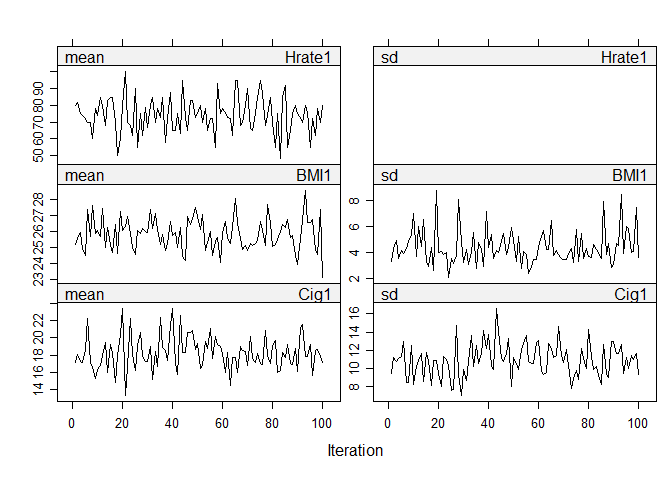 mean Hrate1 sd Hrate1
50 60 70 80 90
mean BMI1 sd BMI1
23 24 25 26 27 28
2 4 6 8
mean Cig1 sd Cig1
14 16 18 20 22
8 10 12 14 16
0 20 40 60 80 100 0 20 40 60 80 100
Iteration